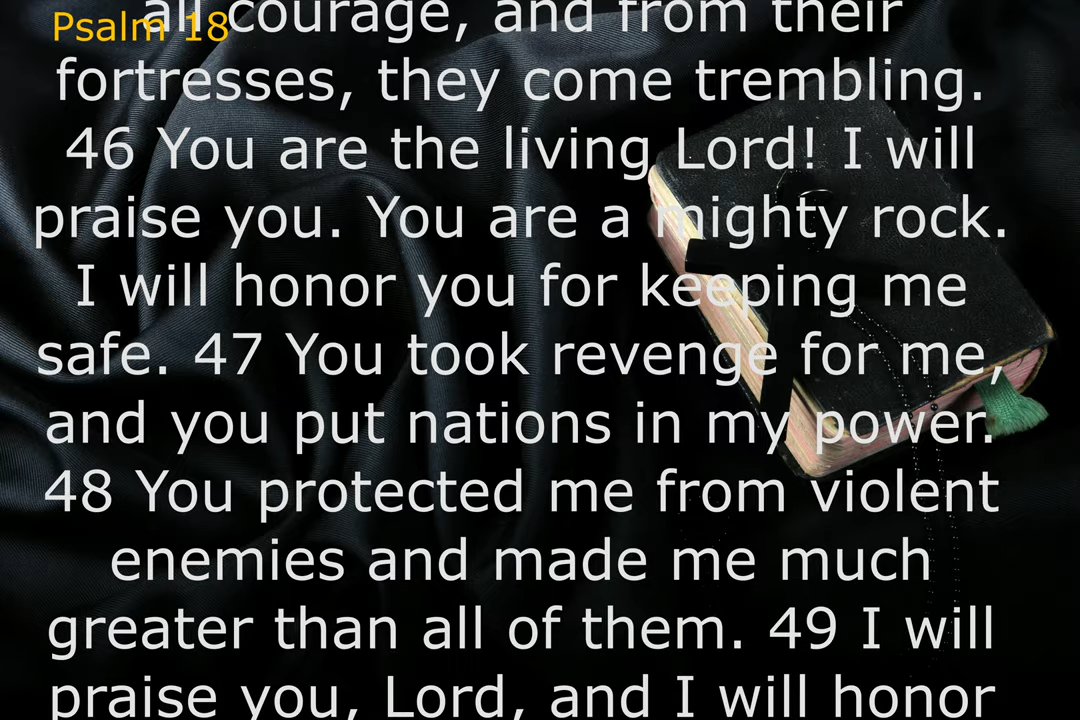 Psalm 18
all courage, and from their
fortresses, they come trembling.
46 You are the living Lord! I will
praise you. You are a mighty rock.
I will honor you for keeping me
safe. 47 You took revenge for me,
and you put nations in my power.
48 You protected me from violent
enemies and made me much
greater than all of them. 49 I will
praise you, Lord, and I will honor